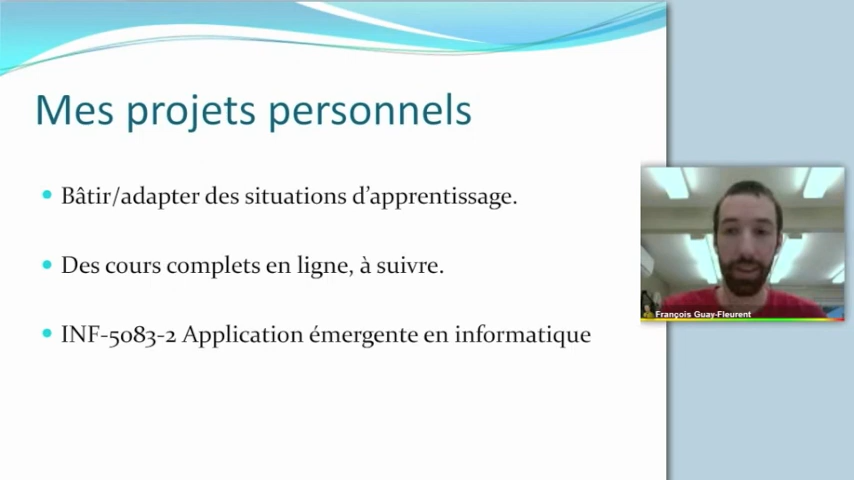 Mes projets personnels
Bâtir/adapter des situations d'apprentissage.
Des cours complets en ligne, à suivre.
INF-5083-2 Application émergente en informatique
François Guay-Fleurent